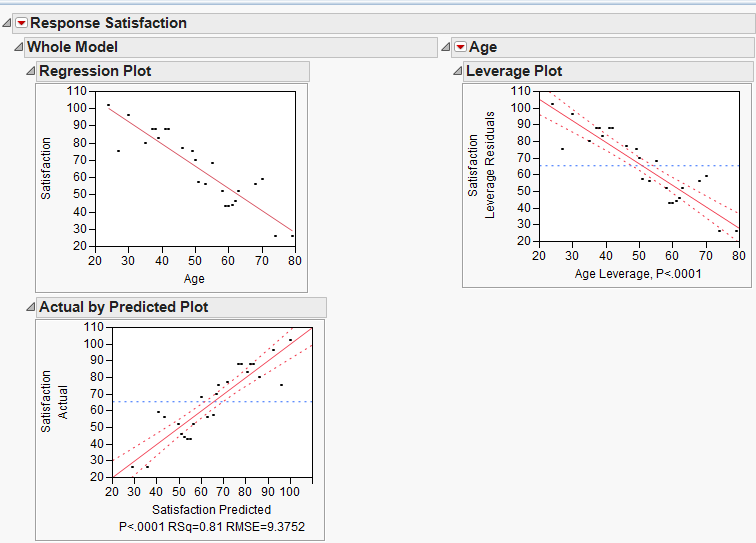 Response Satisfaction
Whole Model
Regression Plot
110
100
90
80
70
60
50
40
30
20
Satisfaction
20 30 40 50 60 70 80
Age
Actual by Predicted Plot
110
100
90
80
70
60
50
40
30
20
Satisfaction
Actual
20 30 40 50 60 70 80 90 100
Satisfaction Predicted
P<.0001 RSq=0.81 RMSE=9.3752
Age
Leverage Plot
110
100
90
80
70
60
50
40
30
20
Satisfaction
Leverage Residuals
20 30 40 50 60 70 80
Age Leverage, P<.0001